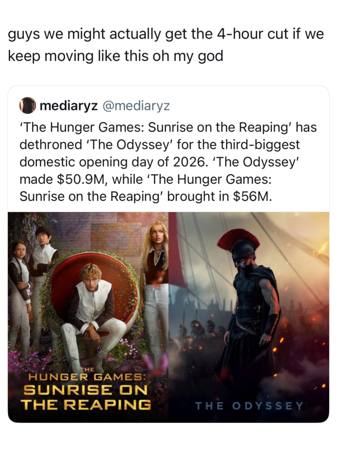 guys we might actually get the 4-hour cut if we
keep moving like this oh my god
mediaryz @mediaryz
‘The Hunger Games: Sunrise on the Reaping’ has
dethroned ‘The Odyssey’ for the third-biggest
domestic opening day of 2026. ‘The Odyssey’
made $50.9M, while ‘The Hunger Games:
Sunrise on the Reaping’ brought in $56M.
THE
HUNGER GAMES:
SUNRISE ON
THE REAPING
THE ODYSSEY